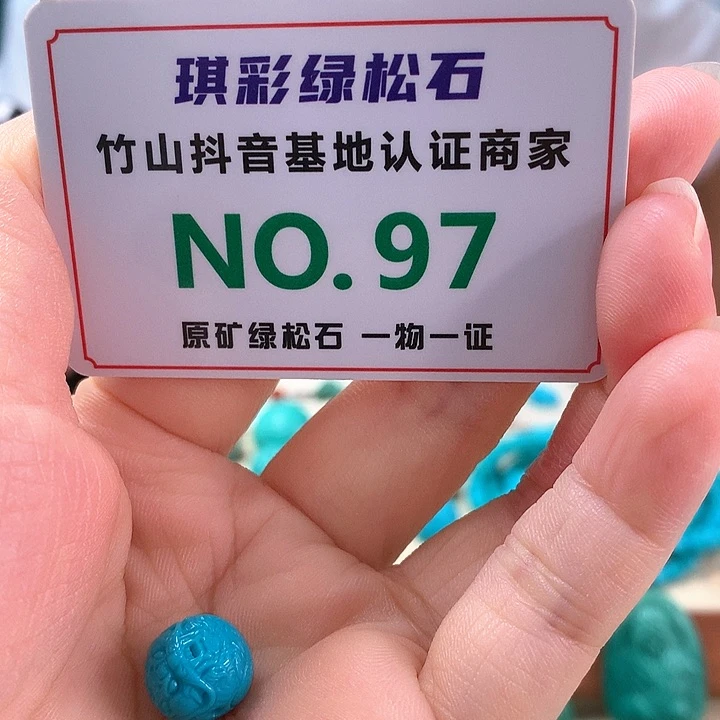 琪彩绿松石
竹山抖音基地认证商家
NO. 97
原矿绿松石 一物一证